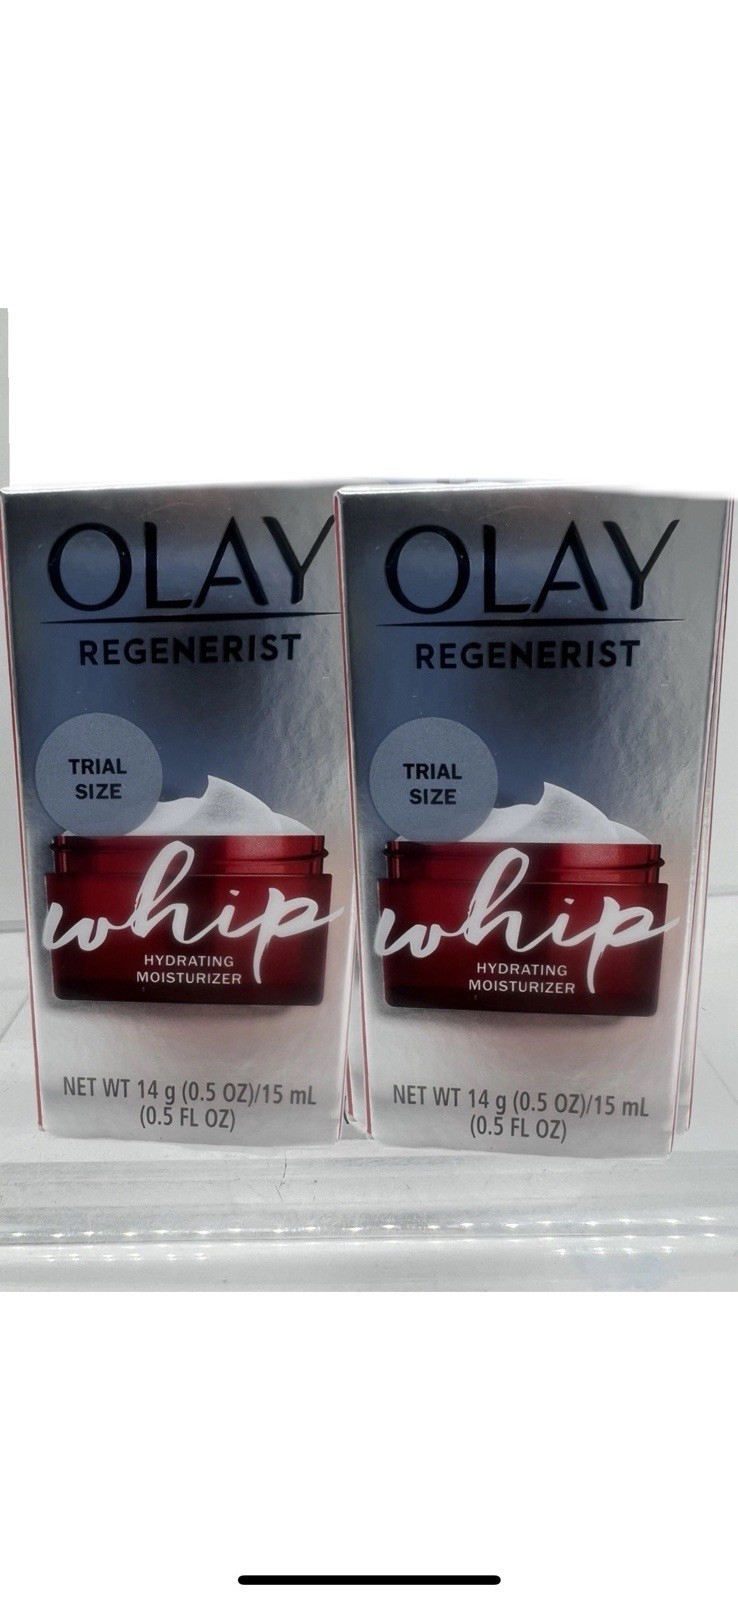 OLAY
REGENERIST
TRIAL
SIZE
whip
HYDRATING
MOISTURIZER
NET WT 14 g (0.5 OZ)/15 mL
(0.5 FL OZ)
OLAY
REGENERIST
TRIAL
SIZE
whip
HYDRATING
MOISTURIZER
NET WT 14 g (0.5 OZ)/15 mL
(0.5 FL OZ)